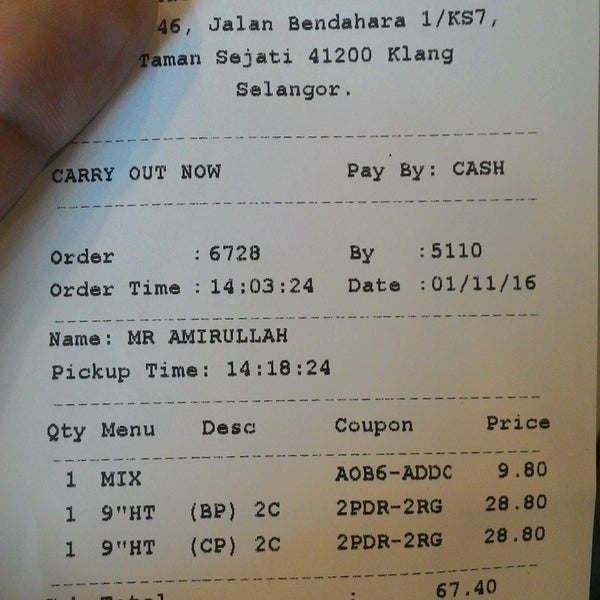 46, Jalan Bendahara 1/KS7,
Taman Sejati 41200 Klang
Selangor.
CARRY OUT NOW Pay By: CASH
Order : 6728 By : 5110
Order Time : 14:03:24 Date : 01/11/16
Name: MR AMIRULLAH
Pickup Time: 14:18:24
Qty Menu Desc Coupon Price
1 MIX AOB6-ADDC 9.80
1 9"HT (BP) 2C 2PDR-2RG 28.80
1 9"HT (CP) 2C 2PDR-2RG 28.80
Total : 67.40